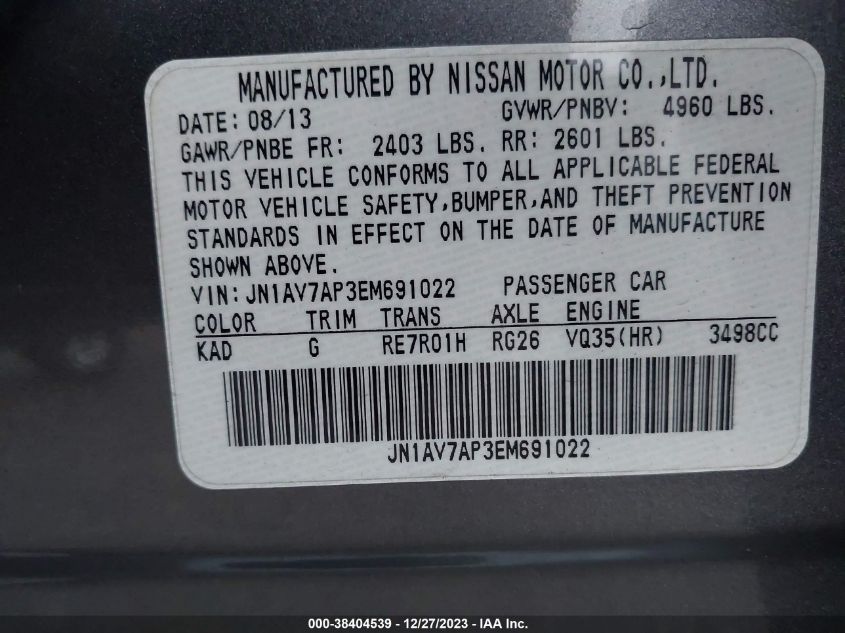 MANUFACTURED BY NISSAN MOTOR CO.,LTD.
DATE: 08/13 GVWR/PNBV: 4960 LBS.
GAWR/PNBE FR: 2403 LBS. RR: 2601 LBS.
THIS VEHICLE CONFORMS TO ALL APPLICABLE FEDERAL
MOTOR VEHICLE SAFETY,BUMPER,AND THEFT PREVENTION
STANDARDS IN EFFECT ON THE DATE OF MANUFACTURE
SHOWN ABOVE.
VIN: JN1AV7AP3EM691022 PASSENGER CAR
COLOR TRIM TRANS AXLE ENGINE
KAD G RE7R01H RG26 VQ35(HR) 3498CC
JN1AV7AP3EM691022
000-38404539 - 12/27/2023 - IAA Inc.